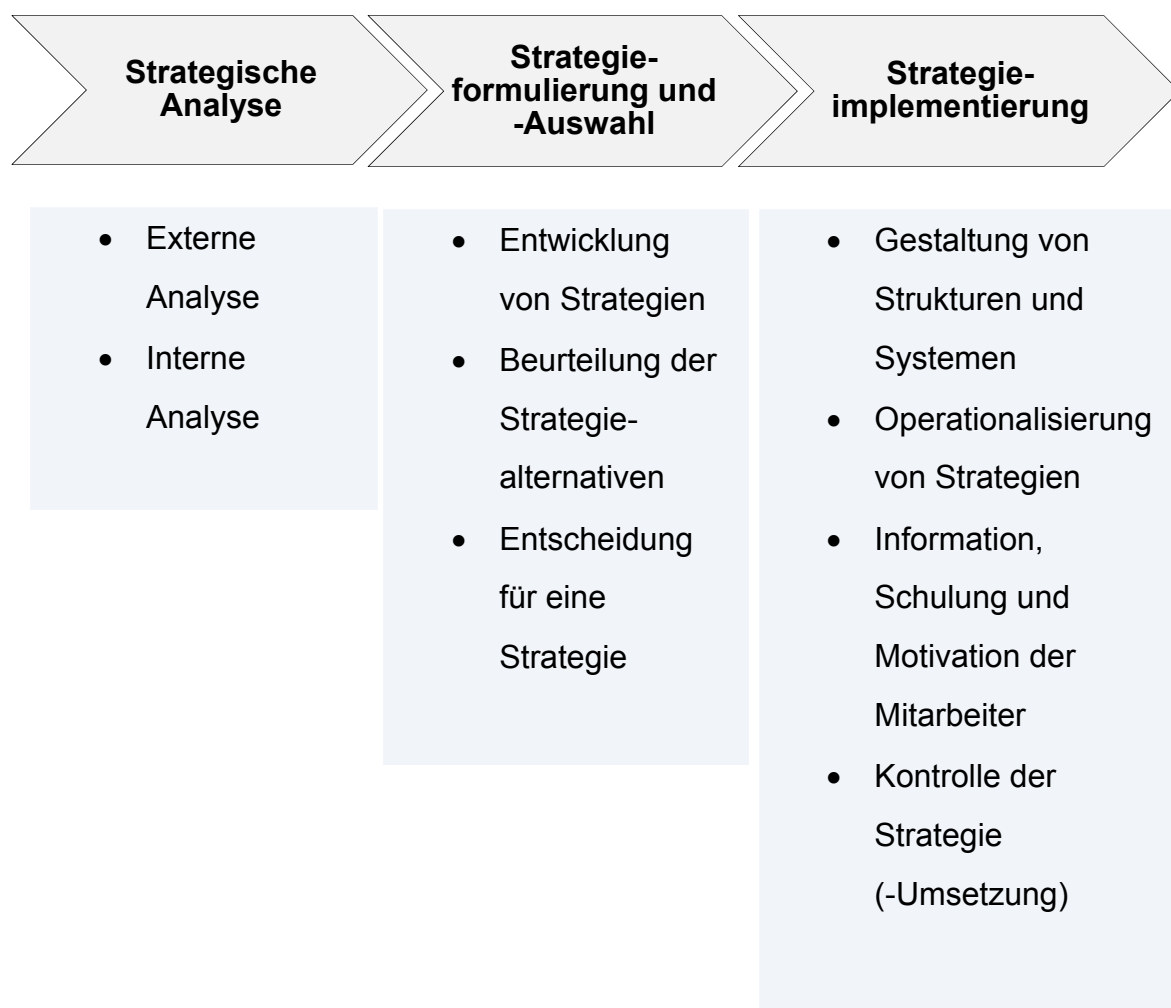 Strategische
Analyse
Strategie-
formulierung und
-Auswahl
Strategie-
implementierung
• Externe
Analyse
• Interne
Analyse
• Entwicklung
von Strategien
• Beurteilung der
Strategie-
alternativen
• Entscheidung
für eine
Strategie
• Gestaltung von
Strukturen und
Systemen
• Operationalisierung
von Strategien
• Information,
Schulung und
Motivation der
Mitarbeiter
• Kontrolle der
Strategie
(-Umsetzung)